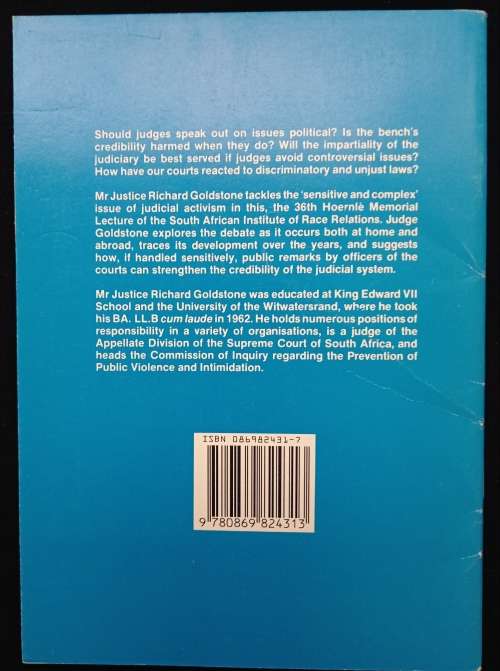 Should judges speak out on issues political? Is the bench's
credibility harmed when they do? Will the impartiality of the
judiciary be best served if judges avoid controversial issues?
How have our courts reacted to discriminatory and unjust laws?
Mr Justice Richard Goldstone tackles the 'sensitive and complex'
issue of judicial activism in this, the 36th Hoernlé Memorial
Lecture of the South African Institute of Race Relations. Judge
Goldstone explores the debate as it occurs both at home and
abroad, traces its development over the years, and suggests
how, if handled sensitively, public remarks by officers of the
courts can strengthen the credibility of the judicial system.
Mr Justice Richard Goldstone was educated at King Edward VII
School and the University of the Witwatersrand, where he took
his BA. LL.B cum laude in 1962. He holds numerous positions of
responsibility in a variety of organisations, is a judge of the
Appellate Division of the Supreme Court of South Africa, and
heads the Commission of Inquiry regarding the Prevention of
Public Violence and Intimidation.
ISBN 086982431-7
9 780869 824313